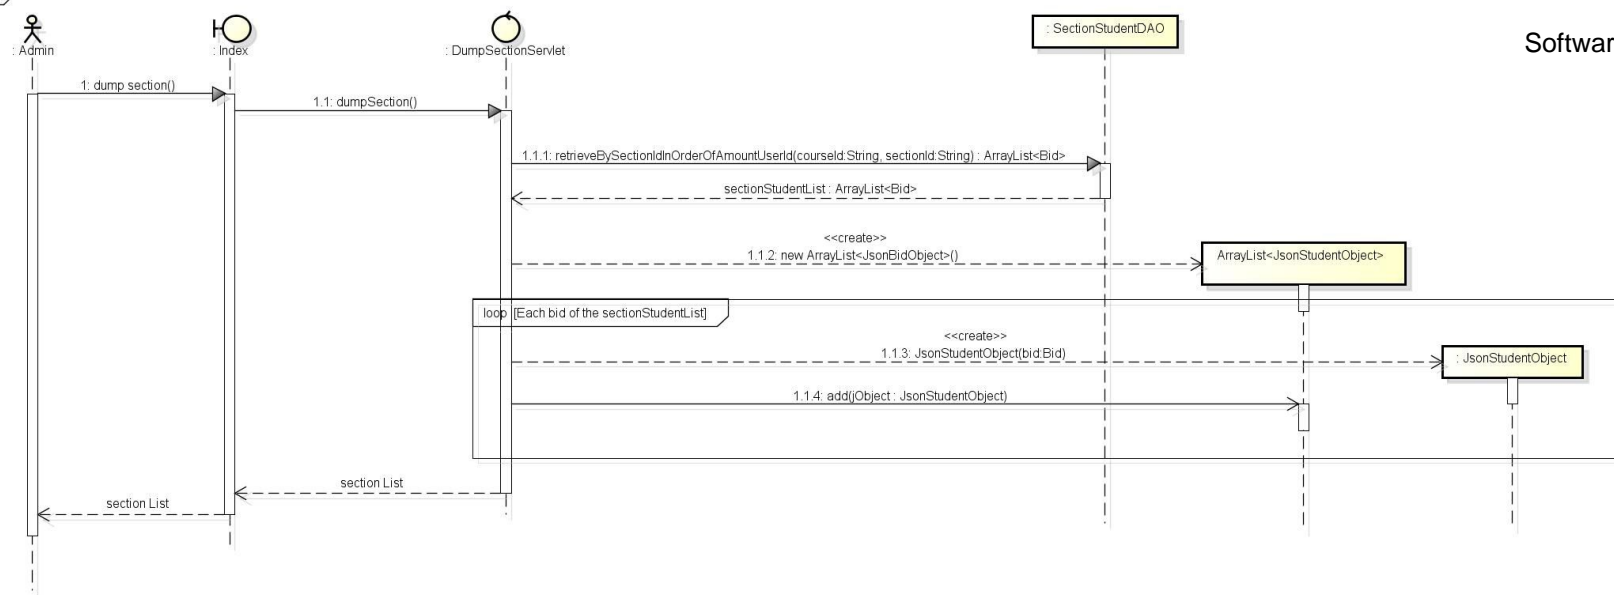 Softwar
: Admin
: Index
: DumpSectionServlet
: SectionStudentDAO
1: dump section()
1.1: dumpSection()
1.1.1: retrieveBySectionIdInOrderOfAmountUserId(courseId:String, sectionId:String) : ArrayList<Bid>
sectionStudentList : ArrayList<Bid>
<<create>>
1.1.2: new ArrayList<JsonBidObject>()
ArrayList<JsonStudentObject>
loop [Each bid of the sectionStudentList]
<<create>>
1.1.3: JsonStudentObject(bid:Bid)
: JsonStudentObject
1.1.4: add(jObject : JsonStudentObject)
section List
section List